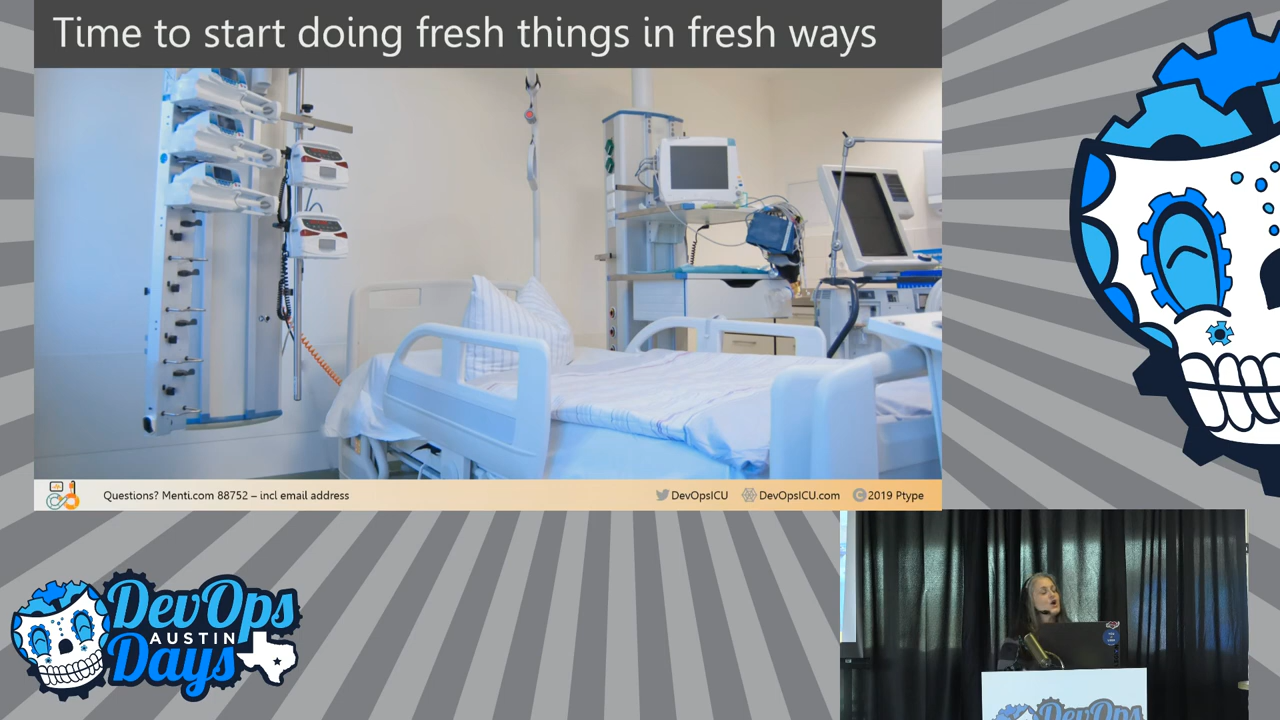 Time to start doing fresh things in fresh ways
Questions? Menti.com 88752 – incl email address
DevOpsICU
DevOpsICU.com
© 2019 Ptype
DevOps
AUSTIN
Days
DevOps